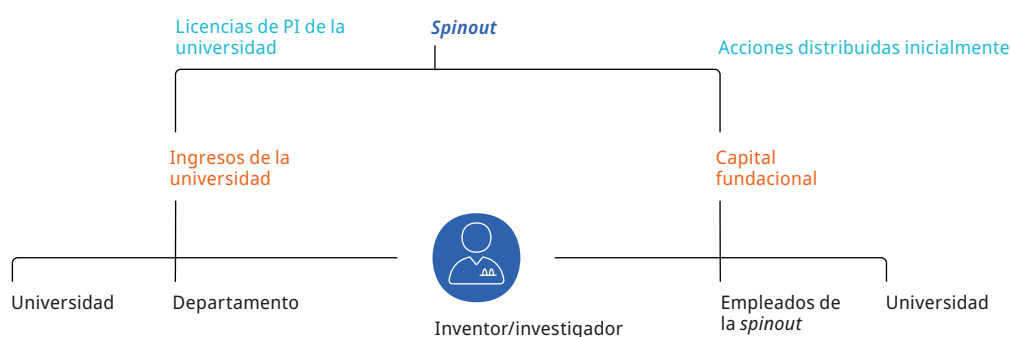 Licencias de PI de la
universidad
Spinout
Acciones distribuidas inicialmente
Ingresos de la
universidad
Capital
fundacional
Universidad
Departamento
Inventor/investigador
Empleados de
la spinout
Universidad